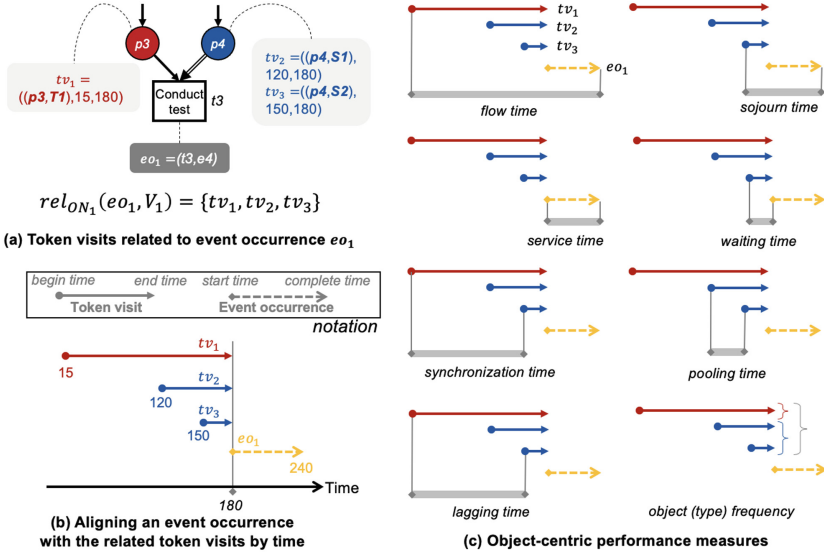 p3
p4
tv₁ =
((p3,T1),15,180)
Conduct
test
t3
tv₂ =((p4,S1),
120,180)
tv₃ =((p4,S2),
150,180)
eo₁ =(t3,e4)
rel_{ON₁}(eo₁,V₁) = {tv₁,tv₂,tv₃}
(a) Token visits related to event occurrence eo₁
begin time
end time
start time
complete time
Token visit
Event occurrence
notation
tv₁
15
tv₂
120
tv₃
150
eo₁
240
Time
180
(b) Aligning an event occurrence
with the related token visits by time
tv₁
tv₂
tv₃
eo₁
flow time
sojourn time
service time
waiting time
synchronization time
pooling time
lagging time
object (type) frequency
(c) Object-centric performance measures